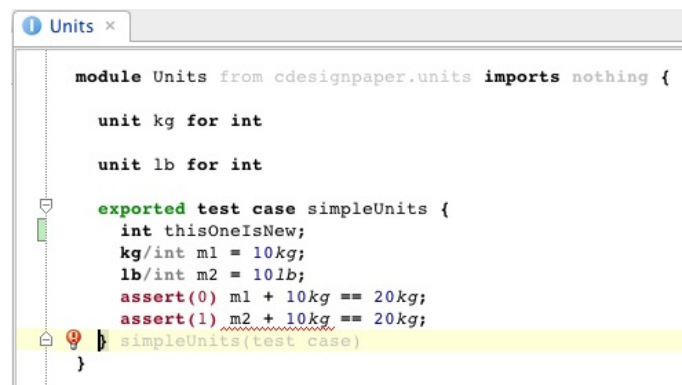 Units ×
module Units from cdesignpaper.units imports nothing {
unit kg for int
unit lb for int
exported test case simpleUnits {
int thisOneIsNew;
kg/int m1 = 10kg;
lb/int m2 = 10lb;
assert(0) m1 + 10kg == 20kg;
assert(1) m2 + 10kg == 20kg;
} simpleUnits(test case)
}